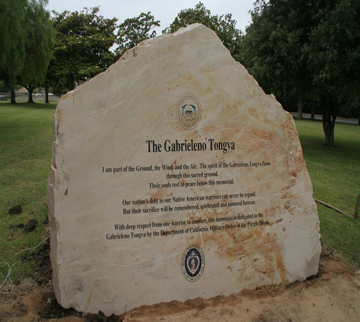 The Gabrieleno Tongva
I am part of the Ground, the Wind, and the Air. The spirit of the Gabrieleno Tongva flows
through this sacred ground.
Their souls rest in peace below this memorial.
Our nation's debt to our Native American warriors can never be repaid.
But their sacrifice will be remembered, celebrated and honored forever.
With deep respect from one warrior to another, this memorial is dedicated to the
Gabrieleno Tongva by the Department of California Military Order of the Purple Heart.